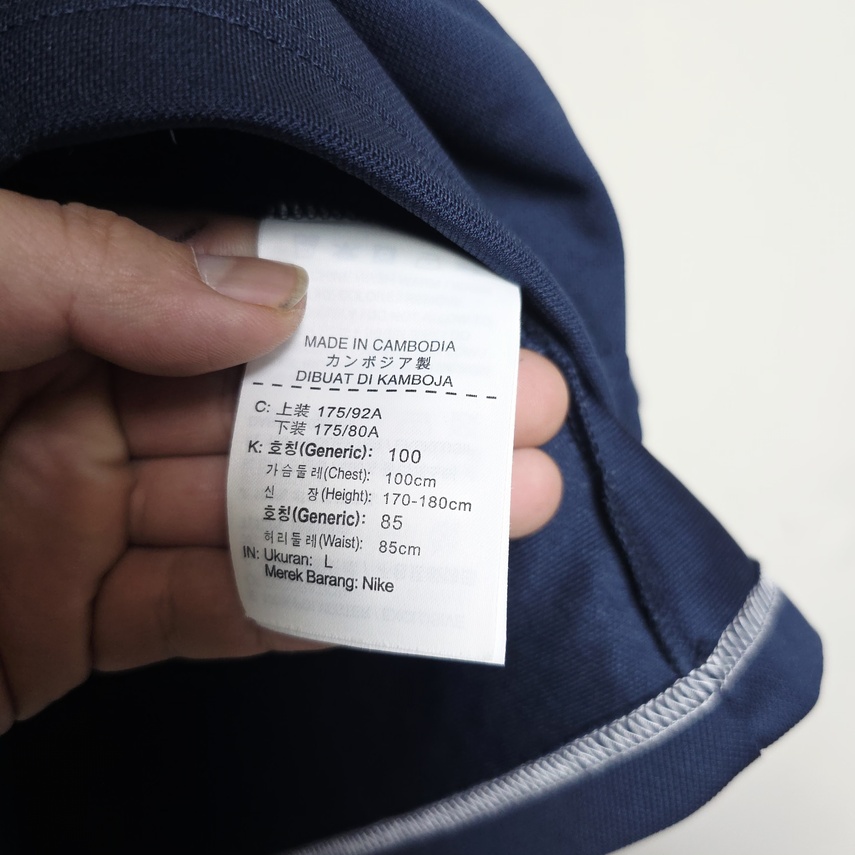 MADE IN CAMBODIA
カンボジア製
DIBUAT DI KAMBOJA
C: 上装 175/92A
下装 175/80A
K: 호칭(Generic): 100
가슴둘레(Chest): 100cm
신 장(Height): 170-180cm
호칭(Generic): 85
허리둘레(Waist): 85cm
IN: Ukuran: L
Merek Barang: Nike